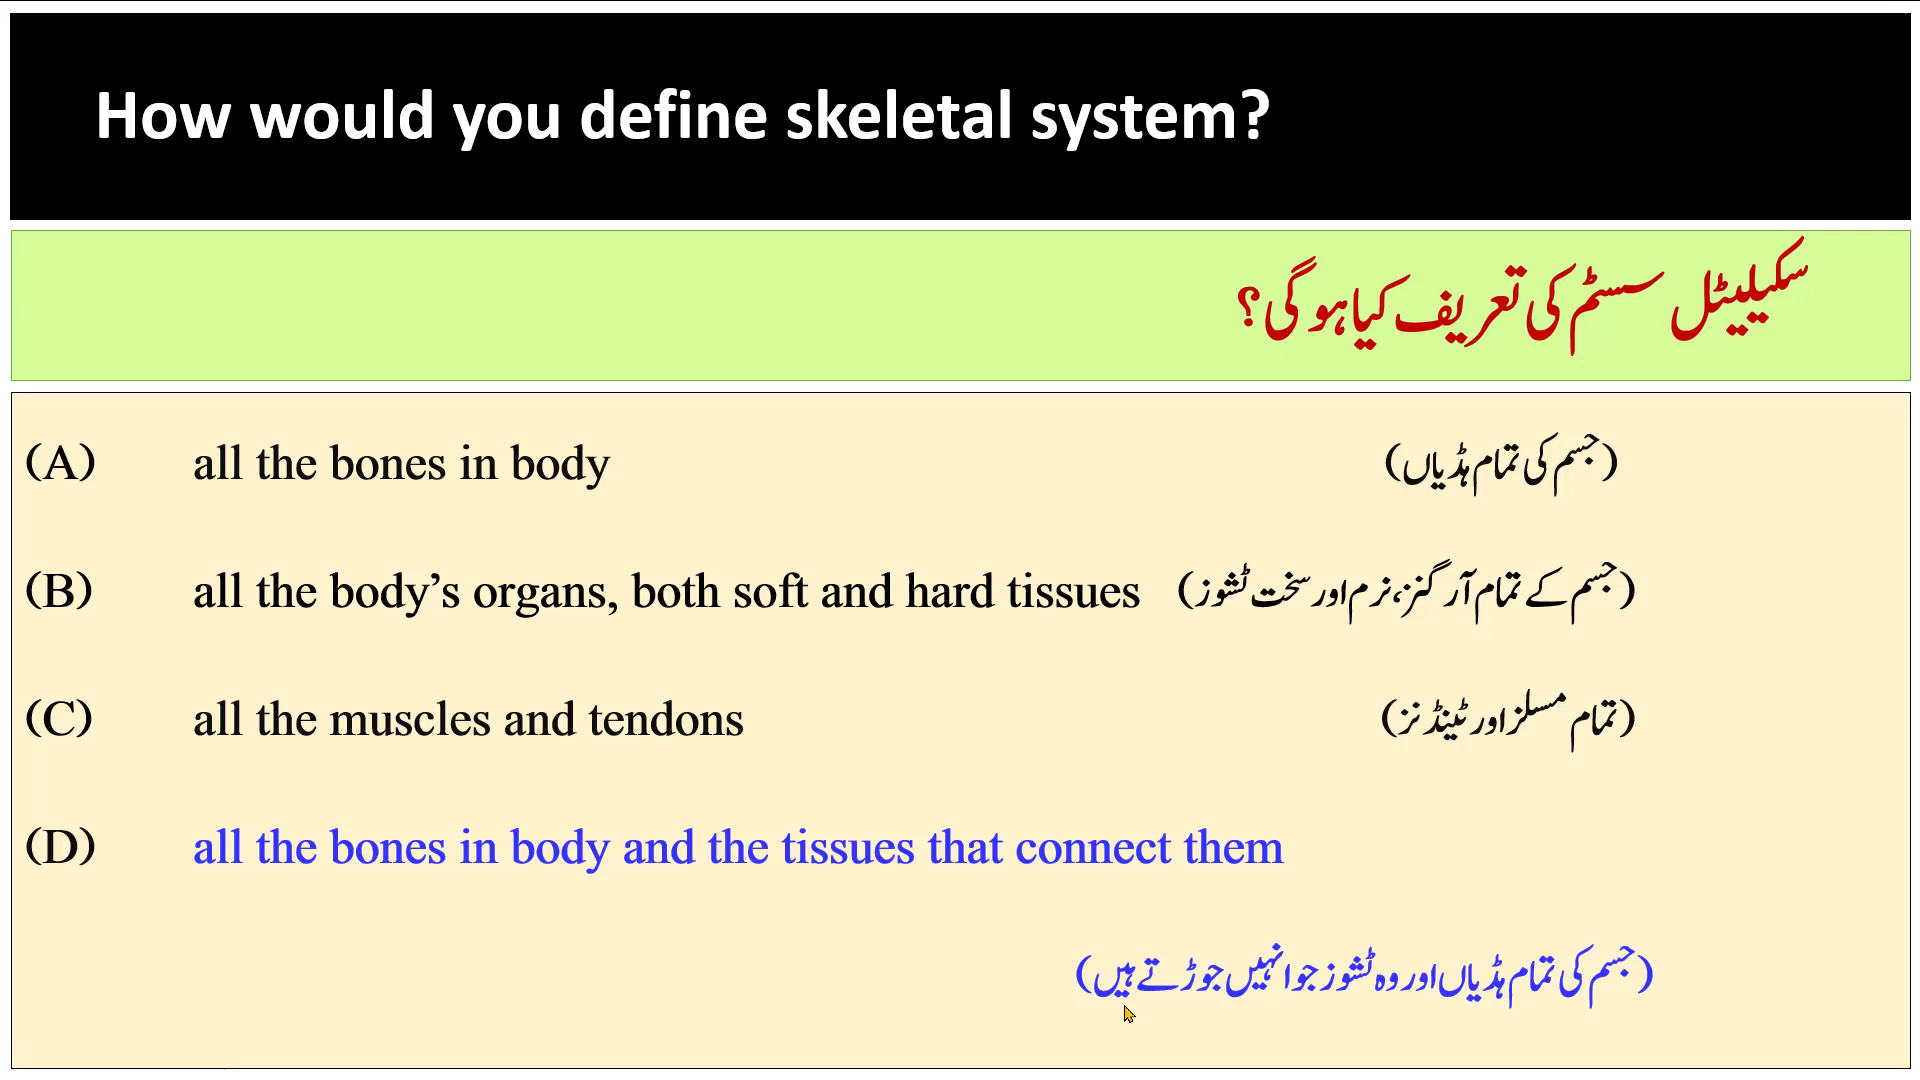 How would you define skeletal system?
سکیلیٹل سسٹم کی تعریف کیا ہو گی؟
(A) all the bones in body (جسم کی تمام ہڈیاں)
(B) all the body’s organs, both soft and hard tissues (جسم کے تمام آرگنز، نرم اور سخت ٹشوز)
(C) all the muscles and tendons (تمام مسلز اور ٹینڈنز)
(D) all the bones in body and the tissues that connect them
(جسم کی تمام ہڈیاں اور وہ ٹشوز جو انہیں جوڑتے ہیں)